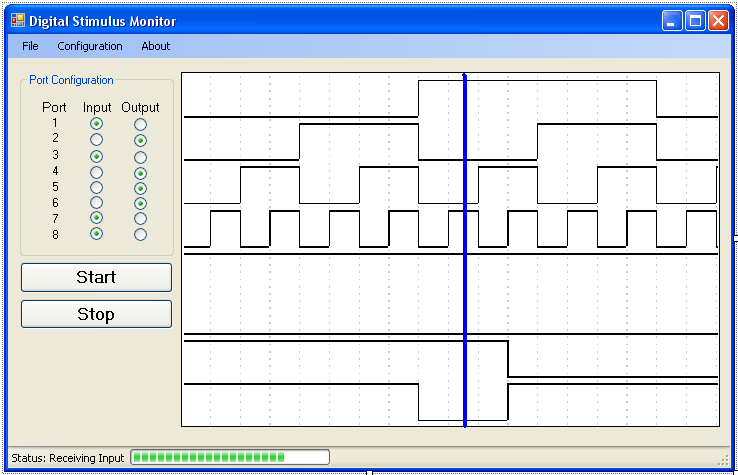 Digital Stimulus Monitor
File Configuration About
Port Configuration
Port Input Output
1
2
3
4
5
6
7
8
Start
Stop
Status: Receiving Input